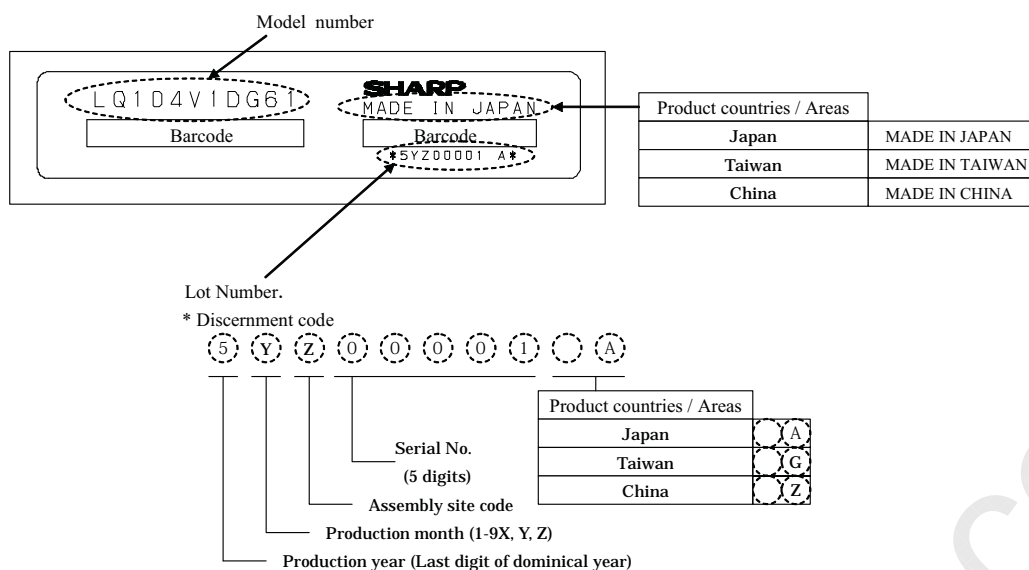 Model number
LQ104V1DG61
SHARP
MADE IN JAPAN
Barcode
Barcode
*5YZ00001 A*
Product countries / Areas
Japan MADE IN JAPAN
Taiwan MADE IN TAIWAN
China MADE IN CHINA
Lot Number.
* Discernment code
5 Y Z 0 0 0 0 1 A
Product countries / Areas
Japan A
Taiwan G
China Z
Serial No.
(5 digits)
Assembly site code
Production month (1-9X, Y, Z)
Production year (Last digit of dominical year)